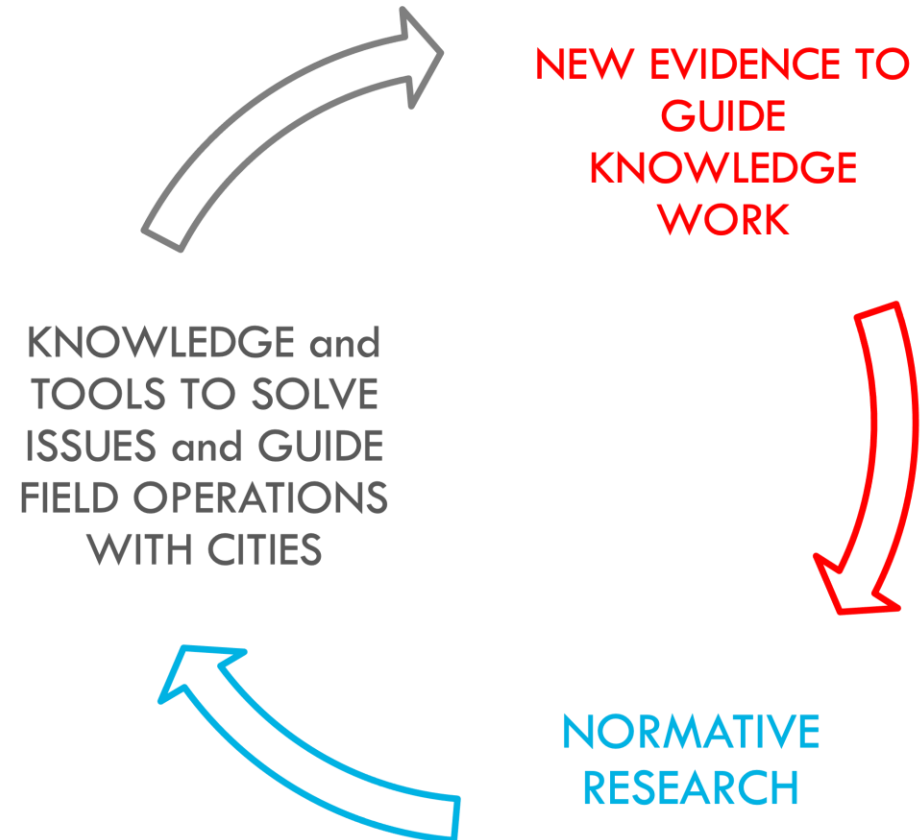 NEW EVIDENCE TO
GUIDE
KNOWLEDGE
WORK
KNOWLEDGE and
TOOLS TO SOLVE
ISSUES and GUIDE
FIELD OPERATIONS
WITH CITIES
NORMATIVE
RESEARCH